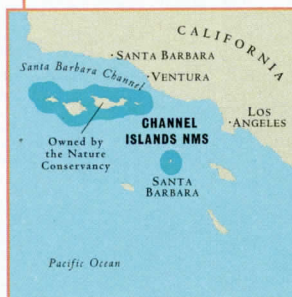 CALIFORNIA
SANTA BARBARA
Santa Barbara Channel
VENTURA
CHANNEL
ISLANDS NMS
LOS
ANGELES
Owned by
the Nature
Conservancy
SANTA
BARBARA
Pacific Ocean